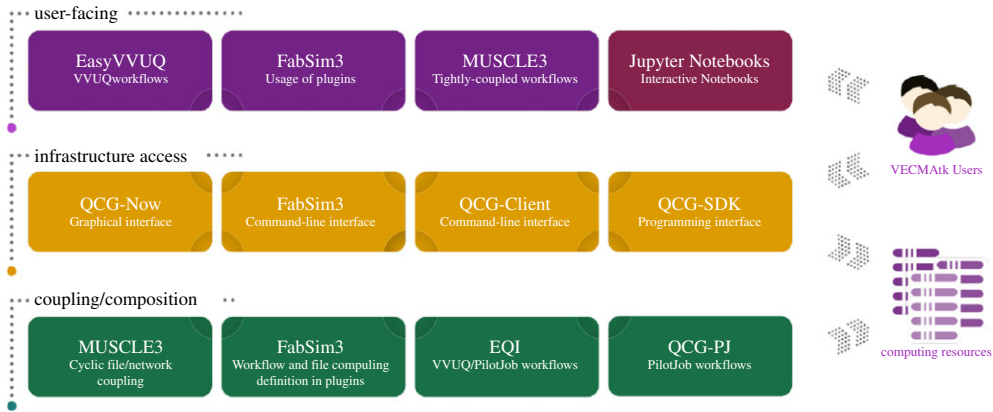 user-facing
EasyVVUQ
VVUQworkflows
FabSim3
Usage of plugins
MUSCLE3
Tightly-coupled workflows
Jupyter Notebooks
Interactive Notebooks
VECMAtk Users
infrastructure access
QCG-Now
Graphical interface
FabSim3
Command-line interface
QCG-Client
Command-line interface
QCG-SDK
Programming interface
coupling/composition
MUSCLE3
Cyclic file/network
coupling
FabSim3
Workflow and file computing
definition in plugins
EQI
VVUQ/PilotJob workflows
QCG-PJ
PilotJob workflows
computing resources